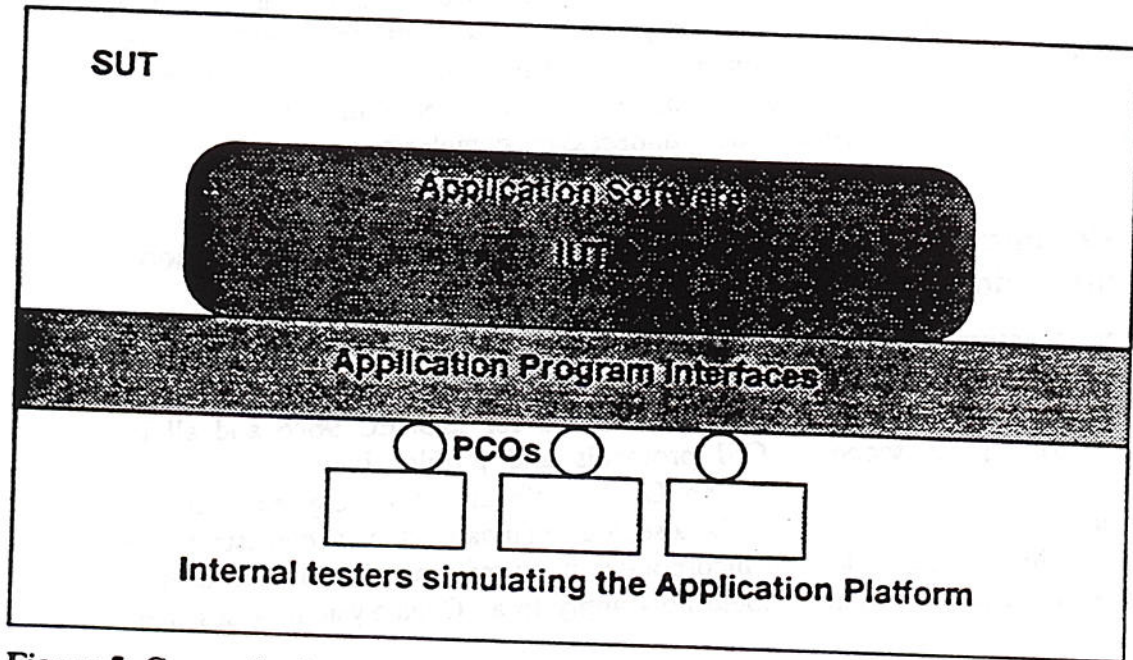 SUT
Application Software
IUT
Application Program Interfaces
PCOs
Internal testers simulating the Application Platform